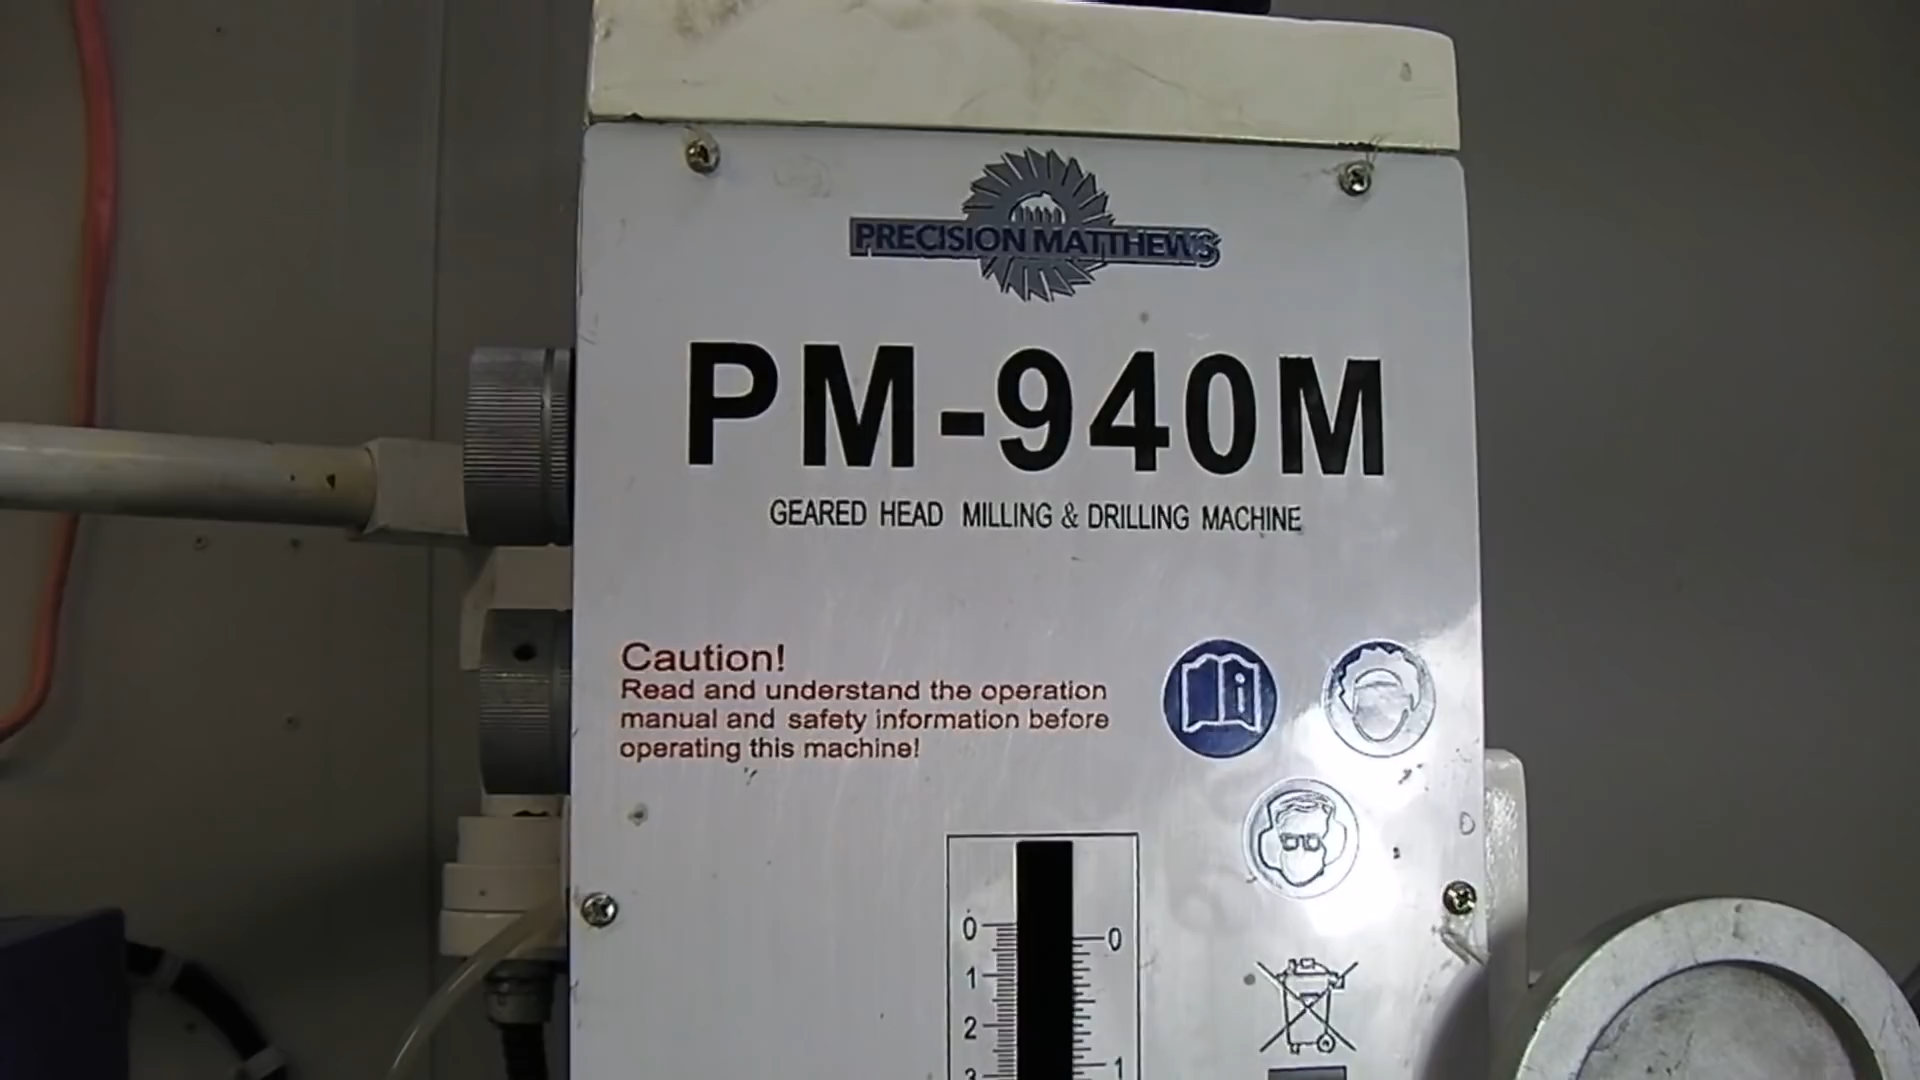 PRECISION MATTHEWS
PM-940M
GEARED HEAD MILLING & DRILLING MACHINE
Caution!
Read and understand the operation
manual and safety information before
operating this machine!
0 0
1
2
3 1